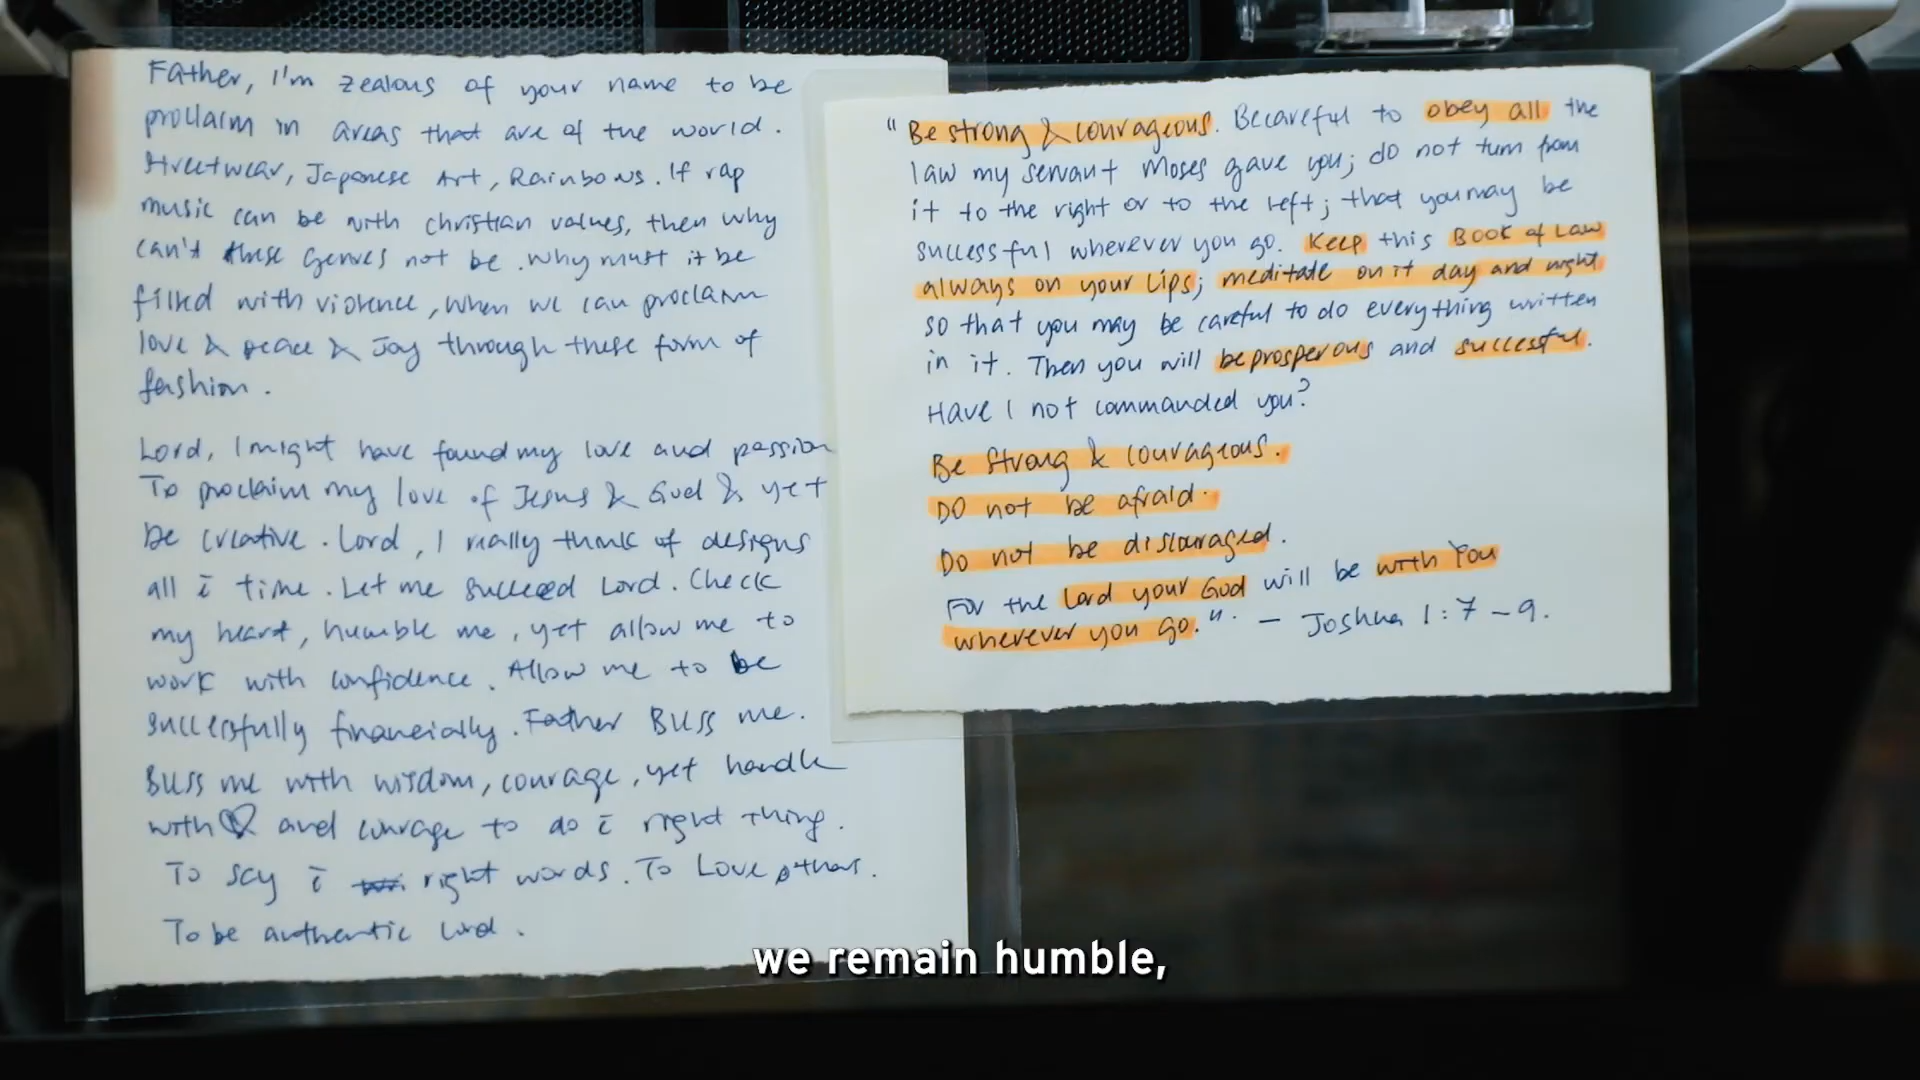 Father, I'm zealous of your name to be
proclaim in areas that are of the world.
Streetwear, Japanese Art, Rainbows. If rap
music can be with christian values, then why
can't these Genres not be. Why must it be
filled with violence, when we can proclaim
love & peace & Joy through these form of
fashion.
Lord, I might have found my love and passion
To proclaim my love of Jesus & God & yet
be creative. Lord, I really think of designs
all ī time. Let me succeed Lord. Check
my heart, humble me, yet allow me to
work with confidence. Allow me to be
successfully financially. Father Bless me.
Bless me with wisdom, courage, yet handle
with ♡ and courage to do ī right thing.
To say ī right words. To Love others.
To be authentic Lord.
"Be strong & courageous. Becareful to obey all the
law my servant Moses gave you; do not turn from
it to the right or to the left; that you may be
successful wherever you go. Keep this Book of Law
always on your lips; meditate on it day and night
so that you may be careful to do everything written
in it. Then you will be prosperous and successful.
Have I not commanded you?
Be Strong & courageous.
DO not be afraid.
Do not be discouraged.
For the Lord your God will be with You
wherever you go.". - Joshua 1:7-9.
we remain humble,